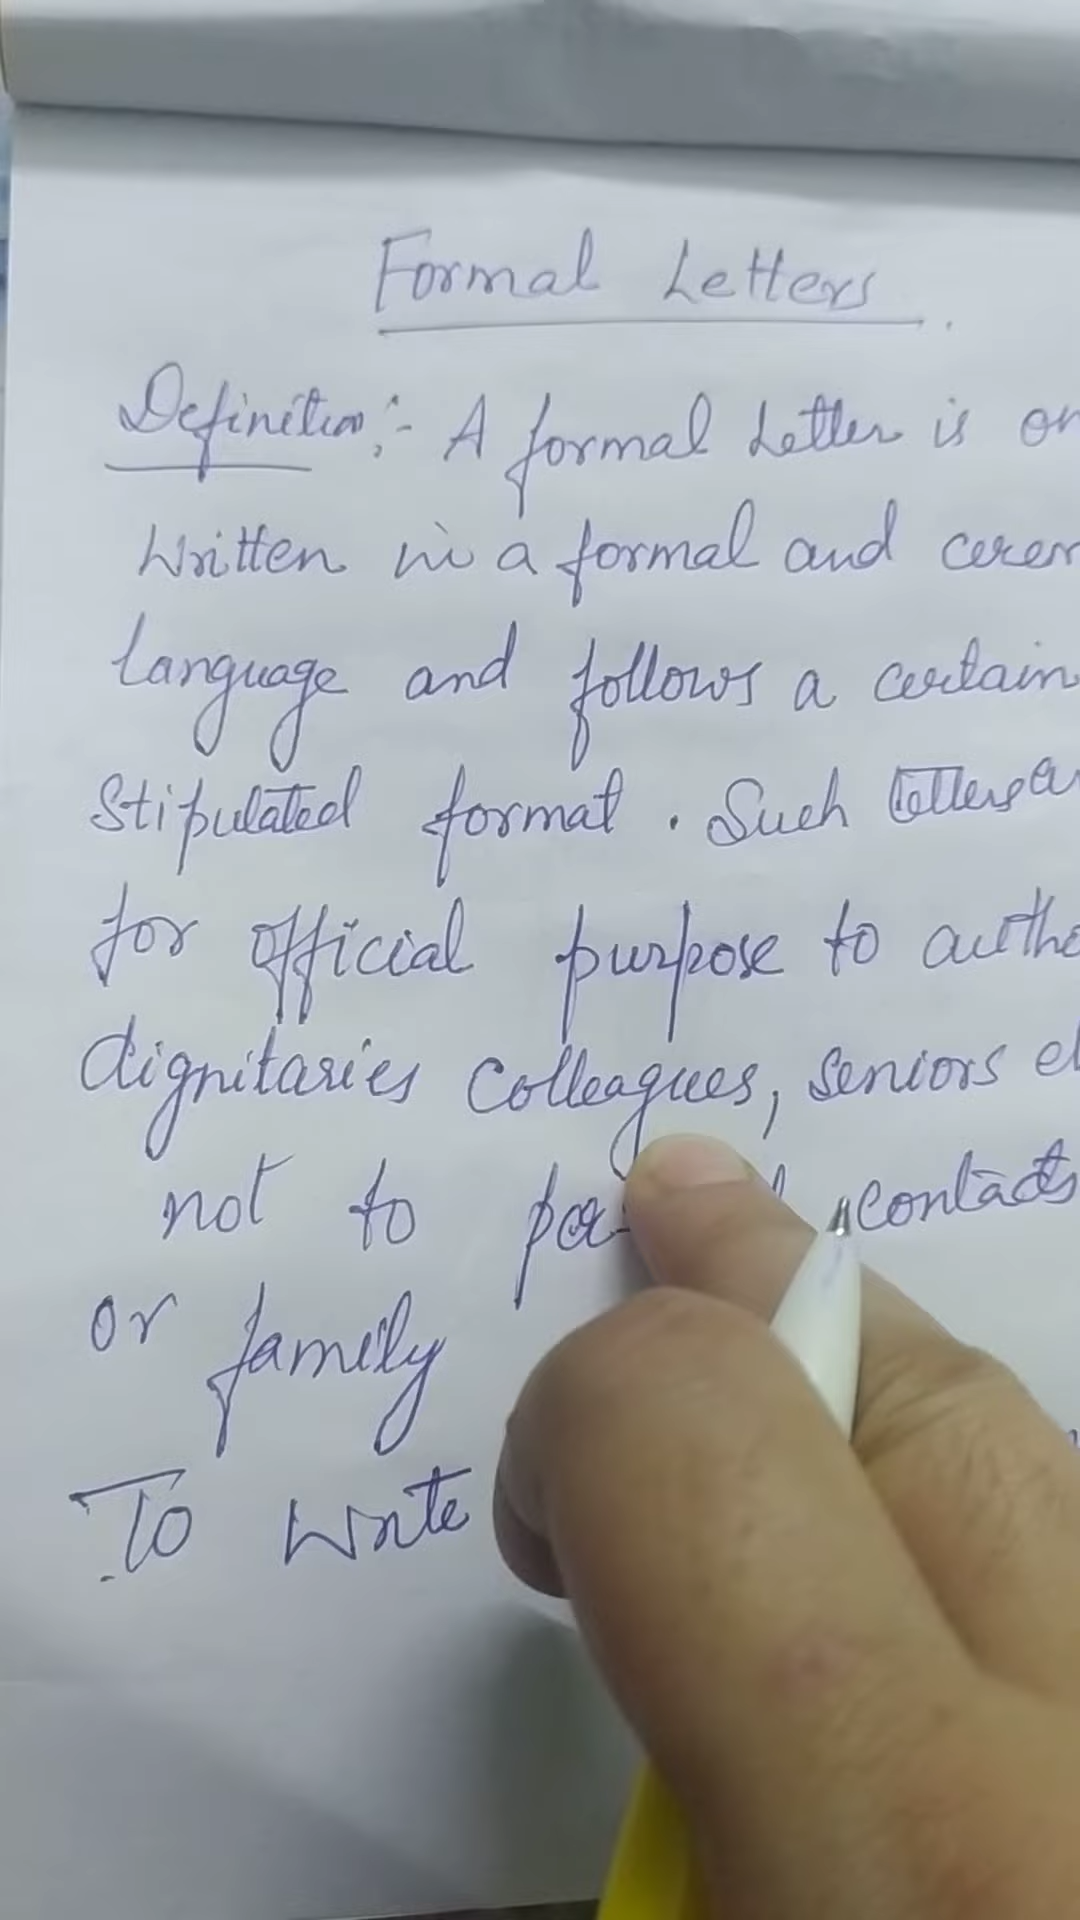 Formal Letters.
Definition:- A formal Letter is
Written in a formal and
language and follows a certain
Stipulated format. Such letters
for official purpose to
dignitaries Colleagues, seniors
not to contacts
or family
To write